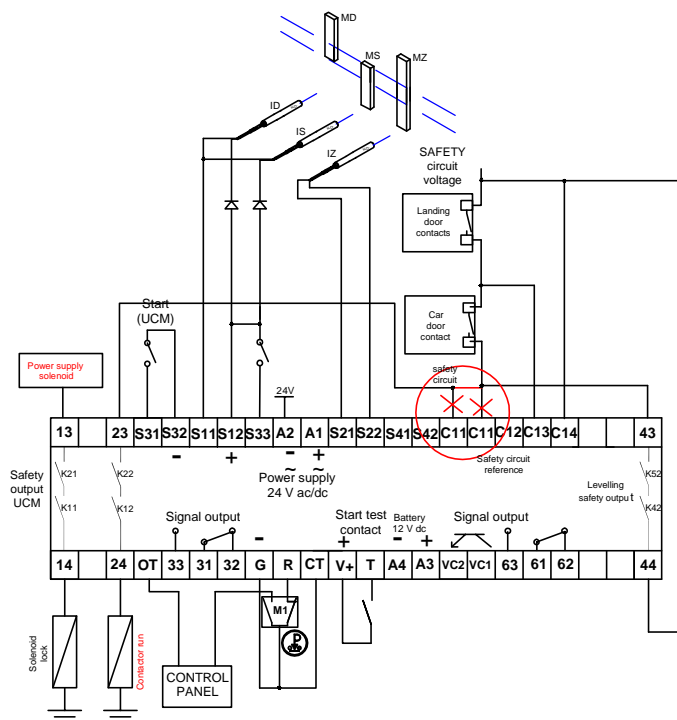 MD
MS
MZ
ID
IS
IZ
SAFETY
circuit
voltage
Landing
door
contacts
Start
(UCM)
Car
door
contact
Power supply
solenoid
safety
circuit
24V
13
23
S31
S32
S11
S12
S33
A2
A1
S21
S22
S41
S42
C11
C11
C12
C13
C14
43
- + - +
~ ~
Safety circuit
reference
K21
K22
K52
Safety
output
UCM
Power supply
24 V ac/dc
Levelling
safety output
K11
K12
K42
Signal output
-
Start test
contact
+
Battery
12 V dc
- +
Signal output
14
24
OT
33
31
32
G
R
CT
V+
T
A4
A3
VC2
VC1
63
61
62
44
M1
P
Solenoid
lock
Contactor run
CONTROL
PANEL